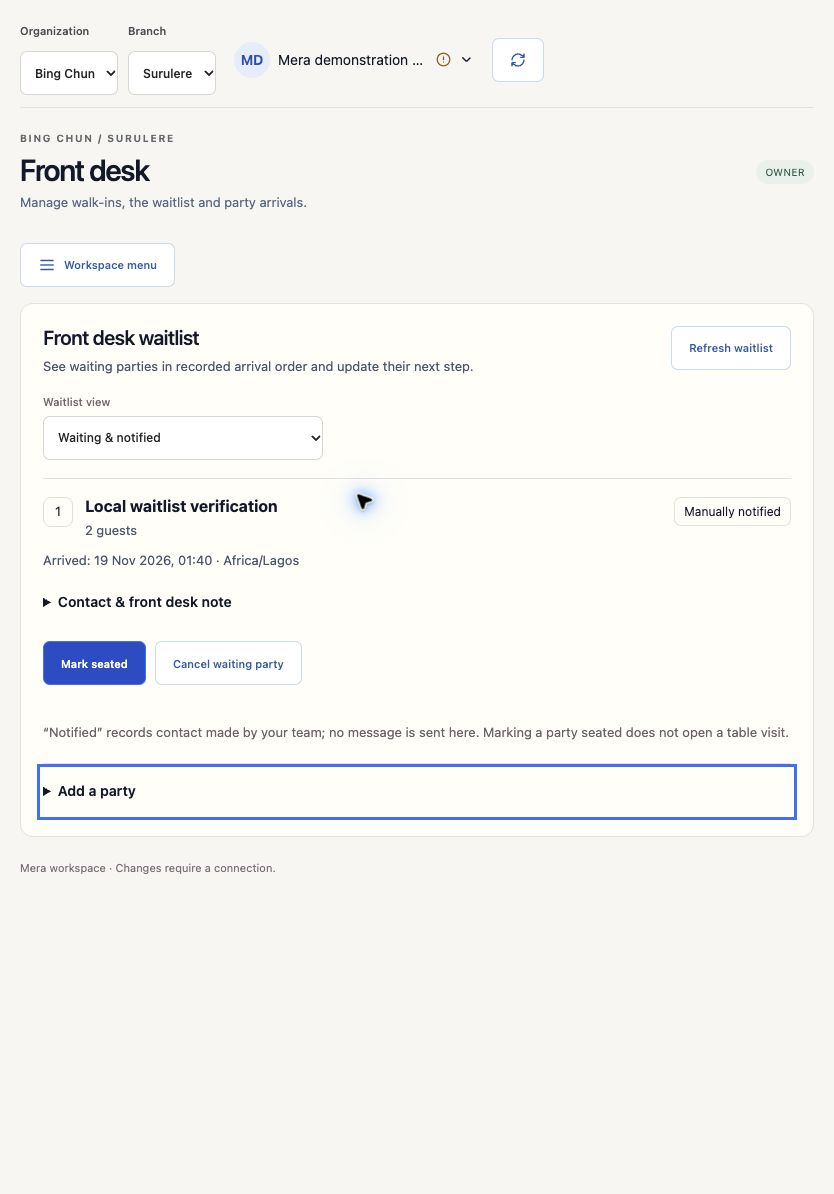 Organization
Branch
Bing Chun
Surulere
MD
Mera demonstration ...
BING CHUN / SURULERE
Front desk
OWNER
Manage walk-ins, the waitlist and party arrivals.
Workspace menu
Front desk waitlist
Refresh waitlist
See waiting parties in recorded arrival order and update their next step.
Waitlist view
Waiting & notified
1
Local waitlist verification
Manually notified
2 guests
Arrived: 19 Nov 2026, 01:40 · Africa/Lagos
Contact & front desk note
Mark seated
Cancel waiting party
“Notified” records contact made by your team; no message is sent here. Marking a party seated does not open a table visit.
Add a party
Mera workspace · Changes require a connection.